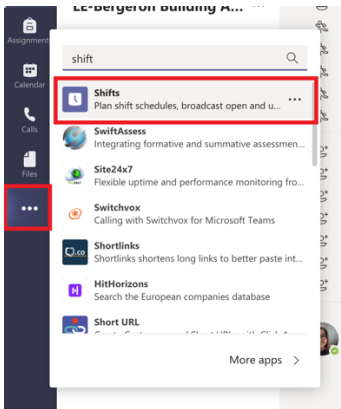 LE-Bergeron Building A... ...
Assignment
Calendar
Calls
Files
...
shift
Shifts
Plan shift schedules, broadcast open and u... ...
SwiftAssess
Integrating formative and summative assessmen...
Site24x7
Flexible uptime and performance monitoring fro...
Switchvox
Calling with Switchvox for Microsoft Teams
Q.co
Shortlinks
Shortlinks shortens long links to better paste int...
HitHorizons
Search the European companies database
Short URL
More apps >